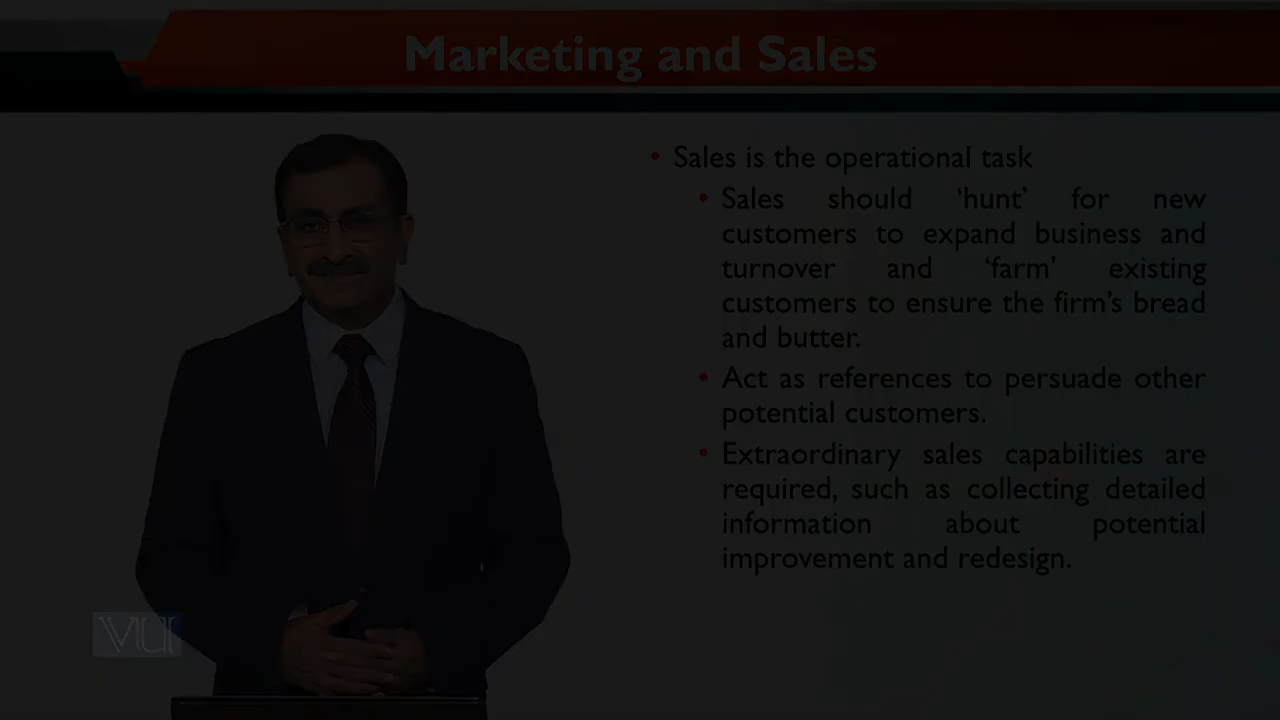 Marketing and Sales
• Sales is the operational task
• Sales should ‘hunt’ for new
customers to expand business and
turnover and ‘farm’ existing
customers to ensure the firm’s bread
and butter.
• Act as references to persuade other
potential customers.
• Extraordinary sales capabilities are
required, such as collecting detailed
information about potential
improvement and redesign.
VU